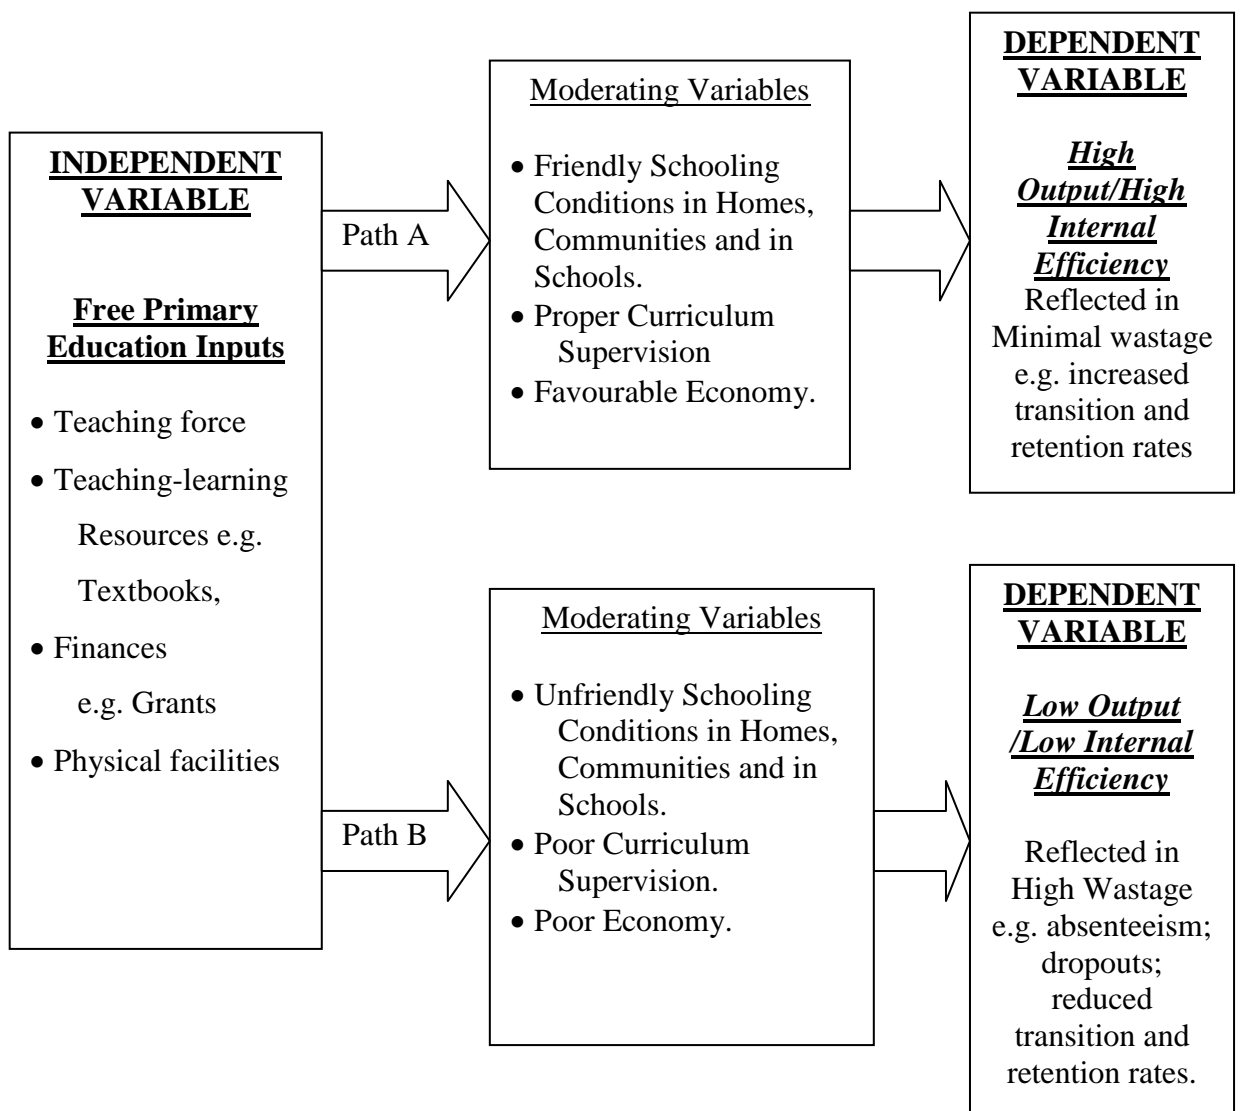 INDEPENDENT
VARIABLE
Free Primary
Education Inputs
• Teaching force
• Teaching-learning
Resources e.g.
Textbooks,
• Finances
e.g. Grants
• Physical facilities
Path A
Moderating Variables
• Friendly Schooling
Conditions in Homes,
Communities and in
Schools.
• Proper Curriculum
Supervision
• Favourable Economy.
DEPENDENT
VARIABLE
High
Output/High
Internal
Efficiency
Reflected in
Minimal wastage
e.g. increased
transition and
retention rates
Path B
Moderating Variables
• Unfriendly Schooling
Conditions in Homes,
Communities and in
Schools.
• Poor Curriculum
Supervision.
• Poor Economy.
DEPENDENT
VARIABLE
Low Output
/Low Internal
Efficiency
Reflected in
High Wastage
e.g. absenteeism;
dropouts;
reduced
transition and
retention rates.